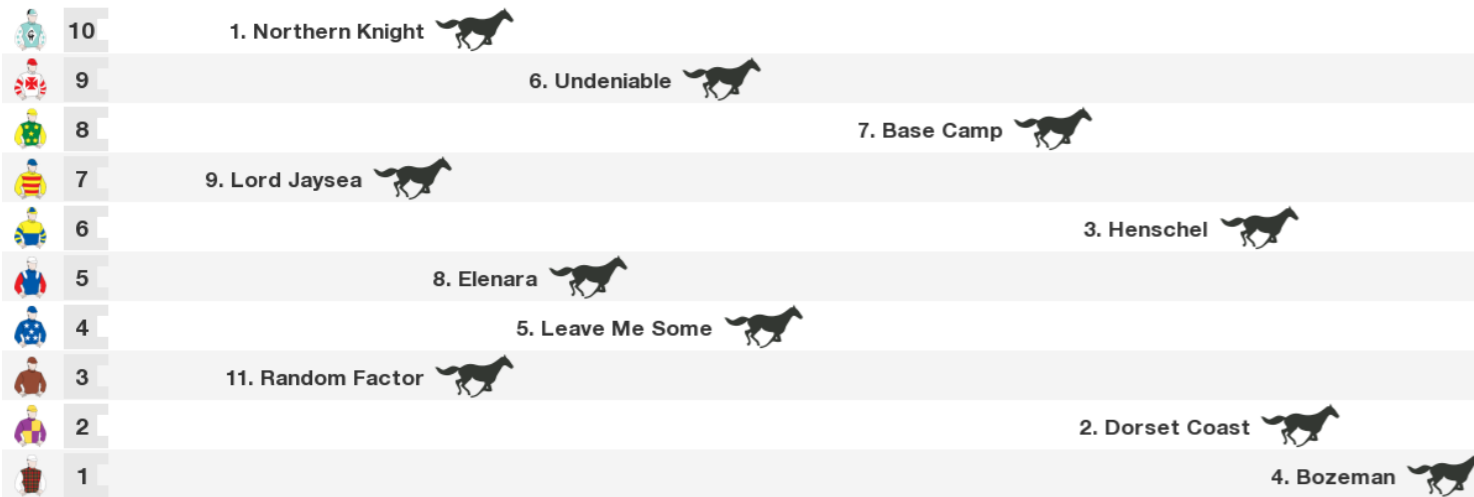 10 1. Northern Knight
9 6. Undeniable
8 7. Base Camp
7 9. Lord Jaysea
6 3. Henschel
5 8. Elenara
4 5. Leave Me Some
3 11. Random Factor
2 2. Dorset Coast
1 4. Bozeman